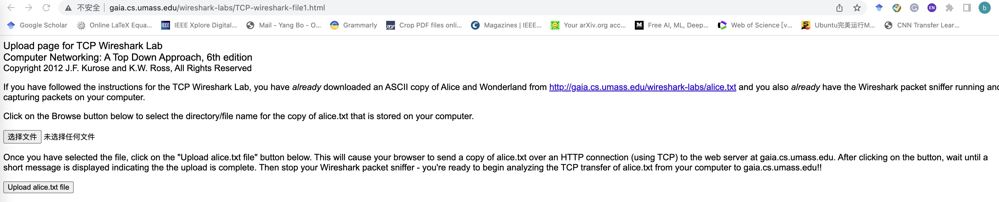 不安全 gaia.cs.umass.edu/wireshark-labs/TCP-wireshark-file1.html EN b
Google Scholar Online LaTeX Equa... IEEE IEEE Xplore Digital... Mail – Yang Bo – O... Grammarly PDF Crop PDF files onli... C Magazines | IEEE... Your arXiv.org acc... M Free AI, ML, Deep... Web of Science [v... S Ubuntu完美运行M... CNN Transfer Lear...
Upload page for TCP Wireshark Lab
Computer Networking: A Top Down Approach, 6th edition
Copyright 2012 J.F. Kurose and K.W. Ross, All Rights Reserved
If you have followed the instructions for the TCP Wireshark Lab, you have already downloaded an ASCII copy of Alice and Wonderland from http://gaia.cs.umass.edu/wireshark-labs/alice.txt and you also already have the Wireshark packet sniffer running and
capturing packets on your computer.
Click on the Browse button below to select the directory/file name for the copy of alice.txt that is stored on your computer.
选择文件 未选择任何文件
Once you have selected the file, click on the "Upload alice.txt file" button below. This will cause your browser to send a copy of alice.txt over an HTTP connection (using TCP) to the web server at gaia.cs.umass.edu. After clicking on the button, wait until a
short message is displayed indicating the the upload is complete. Then stop your Wireshark packet sniffer - you're ready to begin analyzing the TCP transfer of alice.txt from your computer to gaia.cs.umass.edu!!
Upload alice.txt file